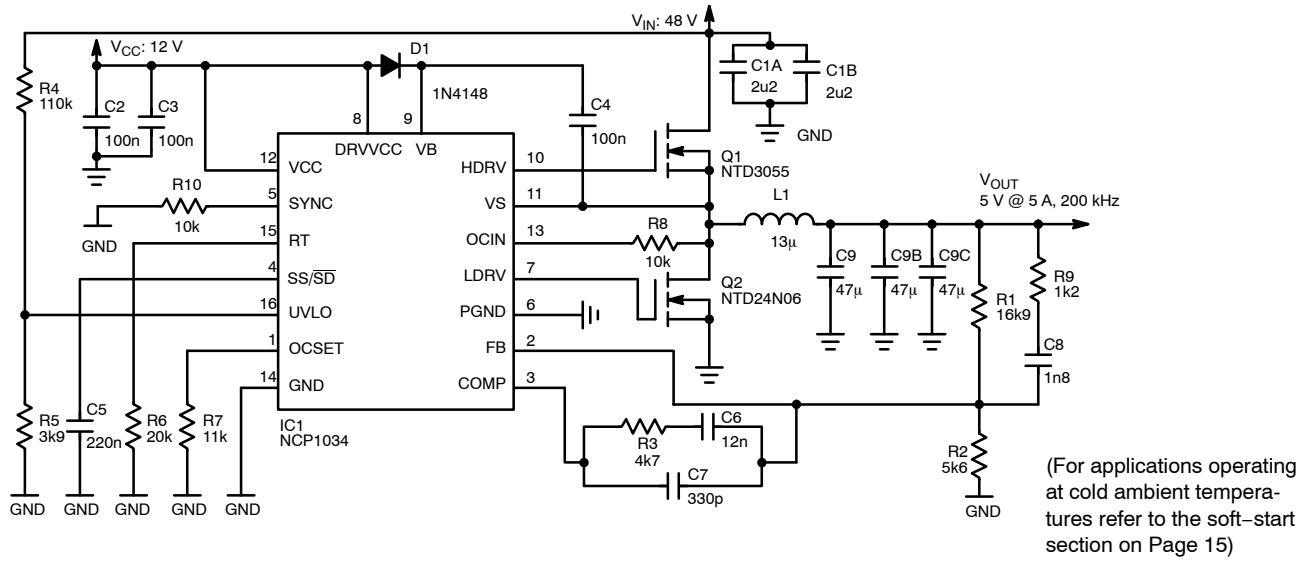 V_IN: 48 V
V_CC: 12 V
D1
1N4148
R4
110k
C2
100n
C3
100n
C4
100n
C1A
2u2
C1B
2u2
GND
8
9
DRVVCC VB
12
VCC
HDRV
10
Q1
NTD3055
R10
10k
GND
5
SYNC
VS
11
L1
13μ
V_OUT
5 V @ 5 A, 200 kHz
15
RT
OCIN
13
R8
10k
4
SS/SD
LDRV
7
Q2
NTD24N06
16
UVLO
PGND
6
1
OCSET
FB
2
14
GND
COMP
3
IC1
NCP1034
C9
47μ
C9B
47μ
C9C
47μ
R1
16k9
R9
1k2
C8
1n8
R5
3k9
C5
220n
R6
20k
R7
11k
R3
4k7
C6
12n
C7
330p
R2
5k6
GND
GND GND GND GND GND
(For applications operating
at cold ambient tempera-
tures refer to the soft−start
section on Page 15)